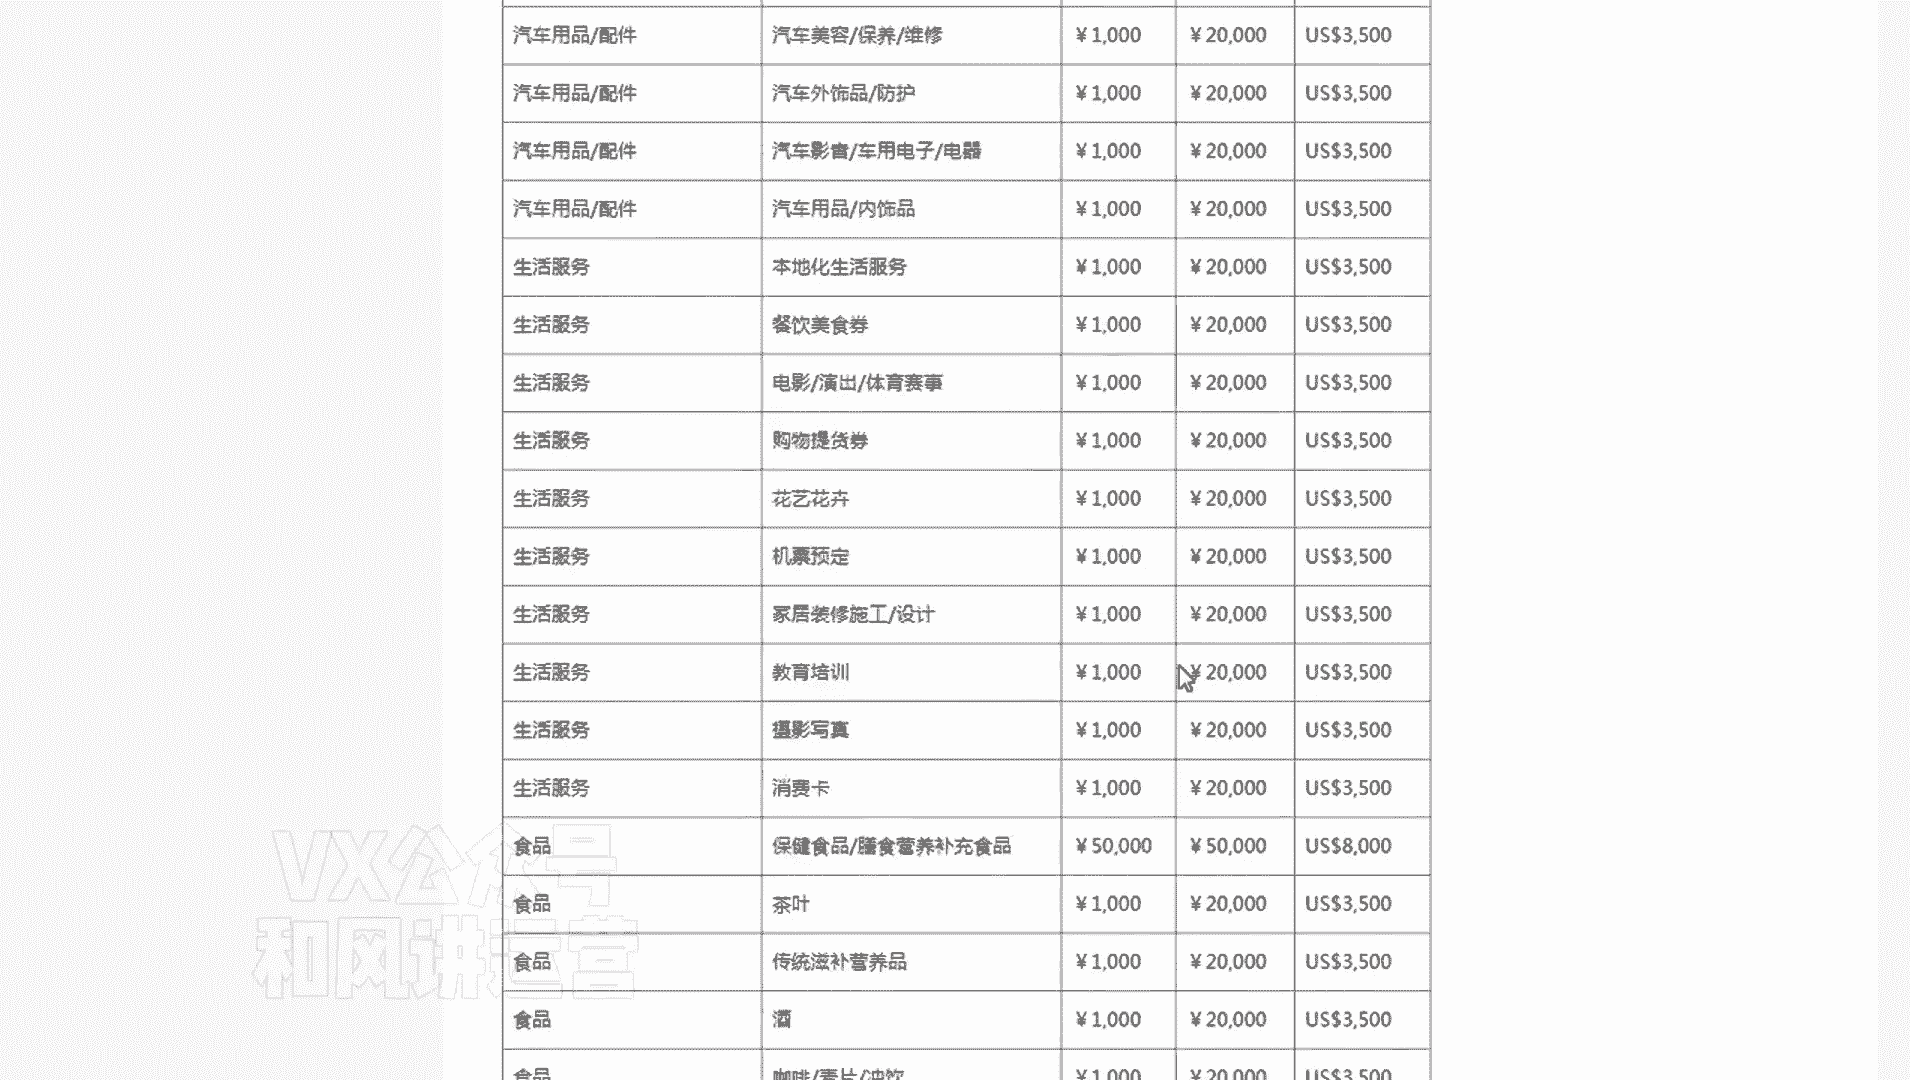 汽车用品/配件 汽车美容/保养/维修 ¥1,000 ¥20,000 US$3,500
汽车用品/配件 汽车外饰品/防护 ¥1,000 ¥20,000 US$3,500
汽车用品/配件 汽车影音/车用电子/电器 ¥1,000 ¥20,000 US$3,500
汽车用品/配件 汽车用品/内饰品 ¥1,000 ¥20,000 US$3,500
生活服务 本地化生活服务 ¥1,000 ¥20,000 US$3,500
生活服务 餐饮美食券 ¥1,000 ¥20,000 US$3,500
生活服务 电影/演出/体育赛事 ¥1,000 ¥20,000 US$3,500
生活服务 购物提货券 ¥1,000 ¥20,000 US$3,500
生活服务 花艺花卉 ¥1,000 ¥20,000 US$3,500
生活服务 机票预定 ¥1,000 ¥20,000 US$3,500
生活服务 家居装修施工/设计 ¥1,000 ¥20,000 US$3,500
生活服务 教育培训 ¥1,000 ¥20,000 US$3,500
生活服务 摄影写真 ¥1,000 ¥20,000 US$3,500
生活服务 消费卡 ¥1,000 ¥20,000 US$3,500
食品 保健食品/膳食营养补充食品 ¥50,000 ¥50,000 US$8,000
食品 茶叶 ¥1,000 ¥20,000 US$3,500
食品 传统滋补营养品 ¥1,000 ¥20,000 US$3,500
食品 酒 ¥1,000 ¥20,000 US$3,500
食品 咖啡/麦片/冲饮 ¥1,000 ¥20,000 US$3,500
VX公众号
和风讲运营